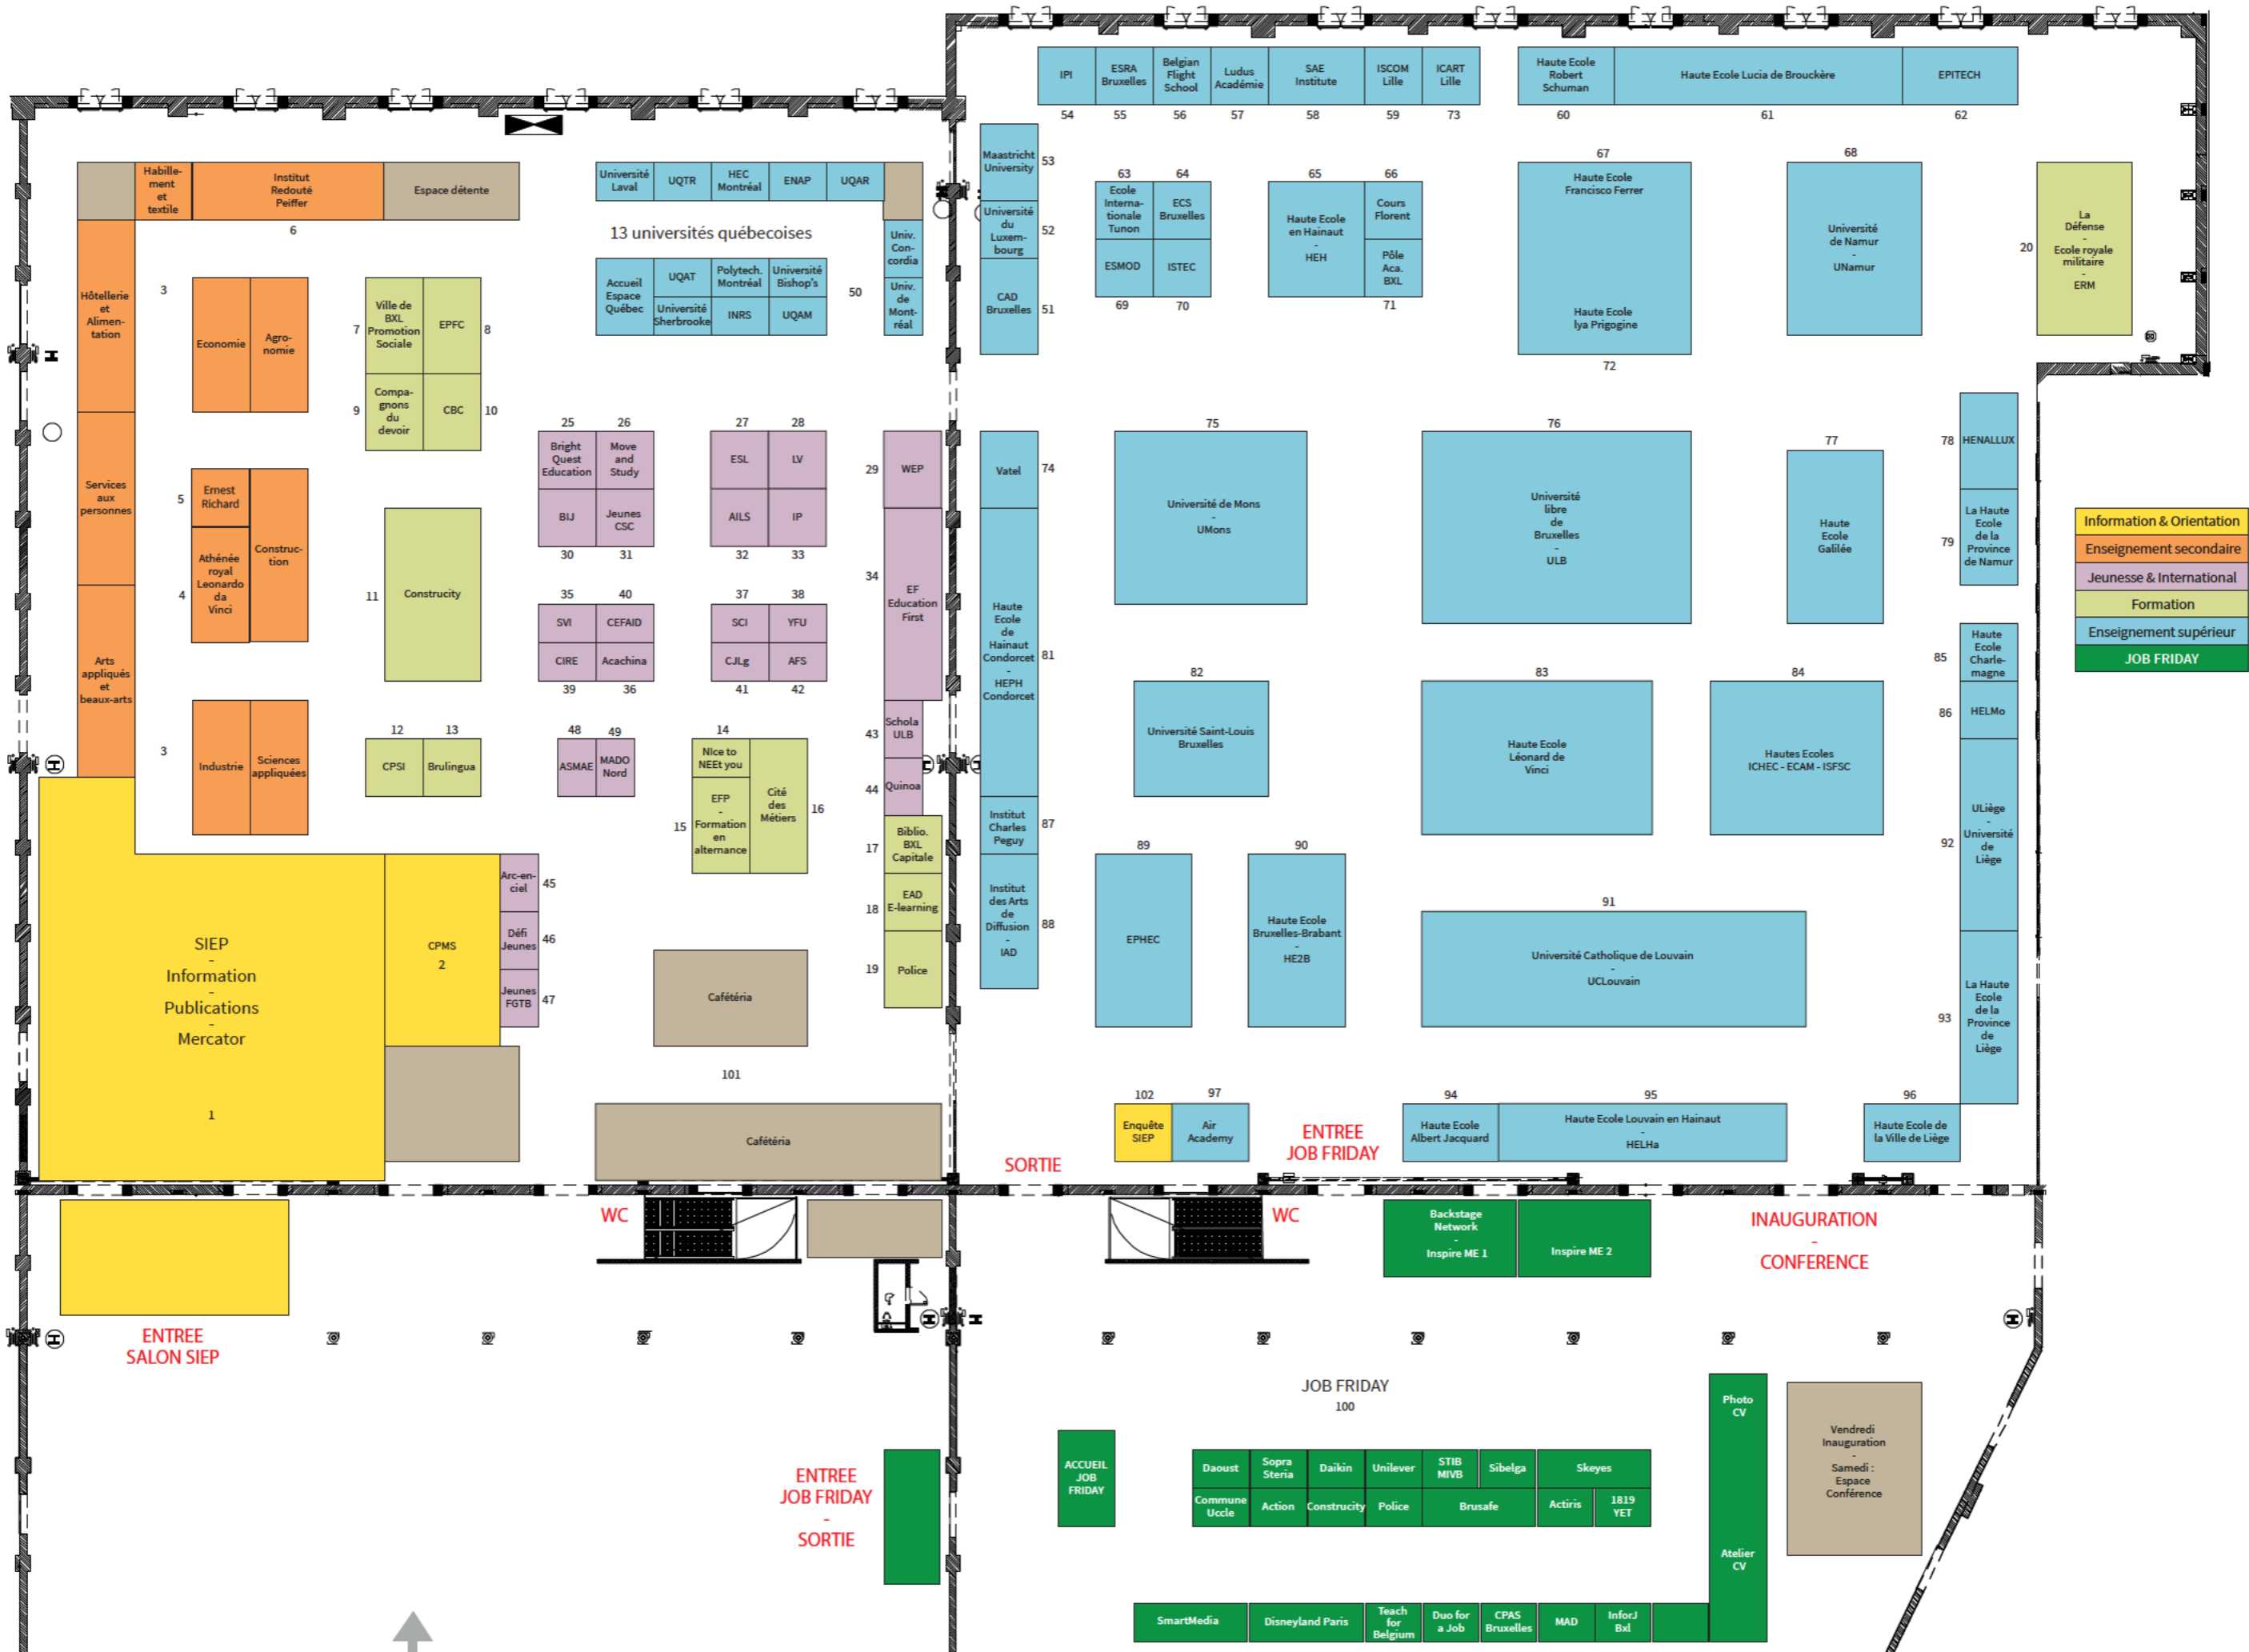 IPI
ESRA
Bruxelles
Belgian
Flight
School
Ludus
Académie
SAE
Institute
ISCOM
Lille
ICART
Lille
Haute Ecole
Robert
Schuman
Haute Ecole Lucia de Brouckère
EPITECH
54
55
56
57
58
59
73
60
61
62
Habille-
ment
et
textile
Institut
Redouté
Peiffer
Espace détente
6
Hôtellerie
et
Alimen-
tation
Services
aux
personnes
Arts
appliqués
et
beaux-arts
3
Economie
Agro-
nomie
5
Ernest
Richard
4
Athénée
royal
Leonardo
da
Vinci
Construc-
tion
3
Industrie
Sciences
appliquées
7
Ville de
BXL
Promotion
Sociale
EPFC
8
9
Compa-
gnons
du
devoir
CBC
10
11
Construcity
12
13
CPSI
Brulingua
Université
Laval
UQTR
HEC
Montréal
ENAP
UQAR
13 universités québecoises
Univ.
Con-
cordia
Univ.
de
Mont-
réal
50
Accueil
Espace
Québec
UQAT
Polytech.
Montréal
Université
Bishop's
Université
Sherbrooke
INRS
UQAM
25
26
Bright
Quest
Education
Move
and
Study
BIJ
Jeunes
CSC
30
31
27
28
ESL
LV
AILS
IP
32
33
29
WEP
34
EF
Education
First
35
40
SVI
CEFAID
CIRE
Acachina
39
36
37
38
SCI
YFU
CJLg
AFS
41
42
48
49
ASMAE
MADO
Nord
14
NIce to
NEEt you
15
EFP
-
Formation
en
alternance
Cité
des
Métiers
16
43
Schola
ULB
44
Quinoa
17
Biblio.
BXL
Capitale
18
EAD
E-learning
19
Police
SIEP
-
Information
-
Publications
-
Mercator
1
CPMS
2
Arc-en-
ciel
45
Défi
Jeunes
46
Jeunes
FGTB
47
Cafétéria
101
Cafétéria
Maastricht
University
53
Université
du
Luxem-
bourg
52
CAD
Bruxelles
51
63
64
Ecole
Interna-
tionale
Tunon
ECS
Bruxelles
ESMOD
ISTEC
69
70
65
66
Haute Ecole
en Hainaut
-
HEH
Cours
Florent
Pôle
Aca.
BXL
71
67
Haute Ecole
Francisco Ferrer
Haute Ecole
lya Prigogine
72
68
Université
de Namur
-
UNamur
20
La
Défense
-
Ecole royale
militaire
-
ERM
Vatel
74
Haute
Ecole
de
Hainaut
Condorcet
-
HEPH
Condorcet
81
Institut
Charles
Peguy
87
Institut
des Arts
de
Diffusion
-
IAD
88
75
Université de Mons
-
UMons
76
Université
libre
de
Bruxelles
-
ULB
77
Haute
Ecole
Galilée
78
HENALLUX
79
La Haute
Ecole
de la
Province
de Namur
82
Université Saint-Louis
Bruxelles
83
Haute Ecole
Léonard de
Vinci
84
Hautes Ecoles
ICHEC - ECAM - ISFSC
85
Haute
Ecole
Charle-
magne
86
HELMo
92
ULiège
-
Université
de
Liège
93
La Haute
Ecole
de la
Province
de
Liège
89
EPHEC
90
Haute Ecole
Bruxelles-Brabant
-
HE2B
91
Université Catholique de Louvain
-
UCLouvain
102
Enquête
SIEP
97
Air
Academy
94
Haute Ecole
Albert Jacquard
95
Haute Ecole Louvain en Hainaut
-
HELHa
96
Haute Ecole de
la Ville de Liège
Information & Orientation
Enseignement secondaire
Jeunesse & International
Formation
Enseignement supérieur
JOB FRIDAY
SORTIE
ENTREE
JOB FRIDAY
WC
WC
Backstage
Network
-
Inspire ME 1
Inspire ME 2
INAUGURATION
-
CONFERENCE
ENTREE
SALON SIEP
ENTREE
JOB FRIDAY
-
SORTIE
JOB FRIDAY
100
ACCUEIL
JOB
FRIDAY
Daoust
Sopra
Steria
Daikin
Unilever
STIB
MIVB
Sibelga
Skeyes
Commune
Uccle
Action
Construcity
Police
Brusafe
Actiris
1819
YET
Photo
CV
Atelier
CV
Vendredi
Inauguration
-
Samedi :
Espace
Conférence
SmartMedia
Disneyland Paris
Teach
for
Belgium
Duo for
a Job
CPAS
Bruxelles
MAD
InforJ
Bxl